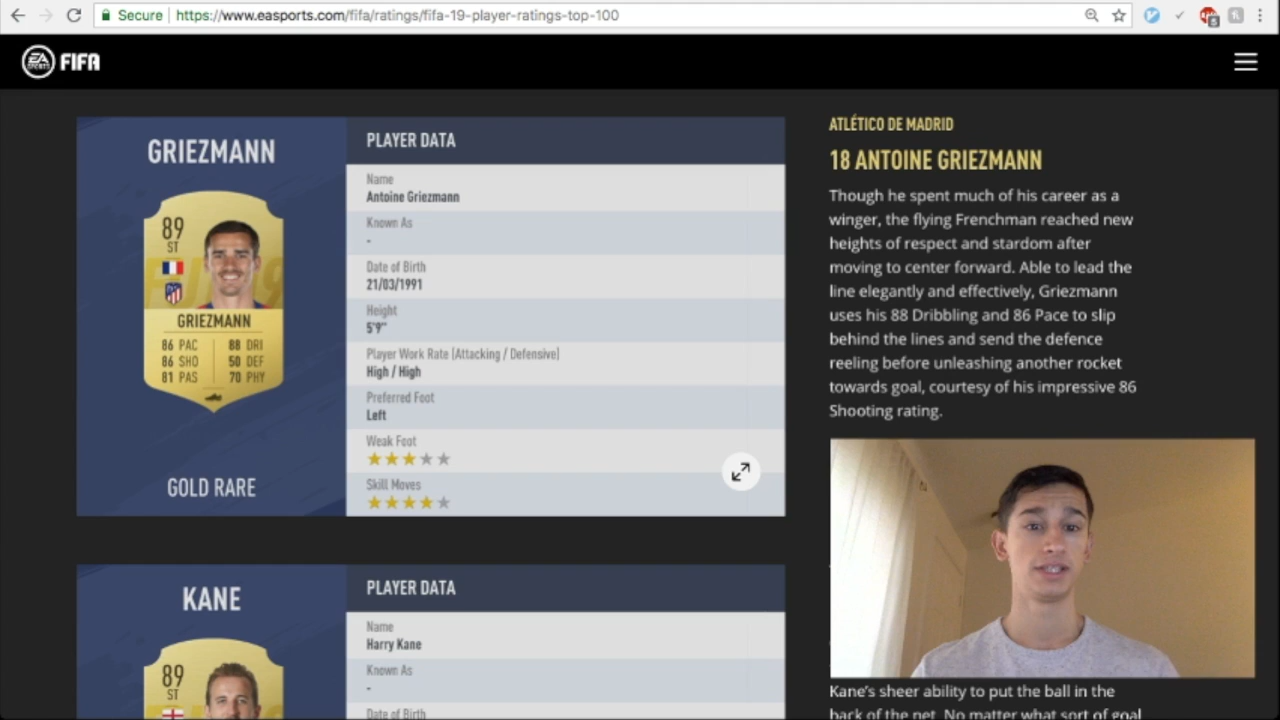 Secure
https://www.easports.com/fifa/ratings/fifa-19-player-ratings-top-100
EA SPORTS
FIFA
GRIEZMANN
89
ST
GRIEZMANN
86 PAC 88 DRI
86 SHO 50 DEF
81 PAS 70 PHY
GOLD RARE
PLAYER DATA
Name
Antoine Griezmann
Known As
-
Date of Birth
21/03/1991
Height
5'9"
Player Work Rate (Attacking / Defensive)
High / High
Preferred Foot
Left
Weak Foot
Skill Moves
ATLÉTICO DE MADRID
18 ANTOINE GRIEZMANN
Though he spent much of his career as a
winger, the flying Frenchman reached new
heights of respect and stardom after
moving to center forward. Able to lead the
line elegantly and effectively, Griezmann
uses his 88 Dribbling and 86 Pace to slip
behind the lines and send the defence
reeling before unleashing another rocket
towards goal, courtesy of his impressive 86
Shooting rating.
KANE
89
ST
PLAYER DATA
Name
Harry Kane
Known As
-
Date of Birth
Kane's sheer ability to put the ball in the
back of the net. No matter what sort of goal